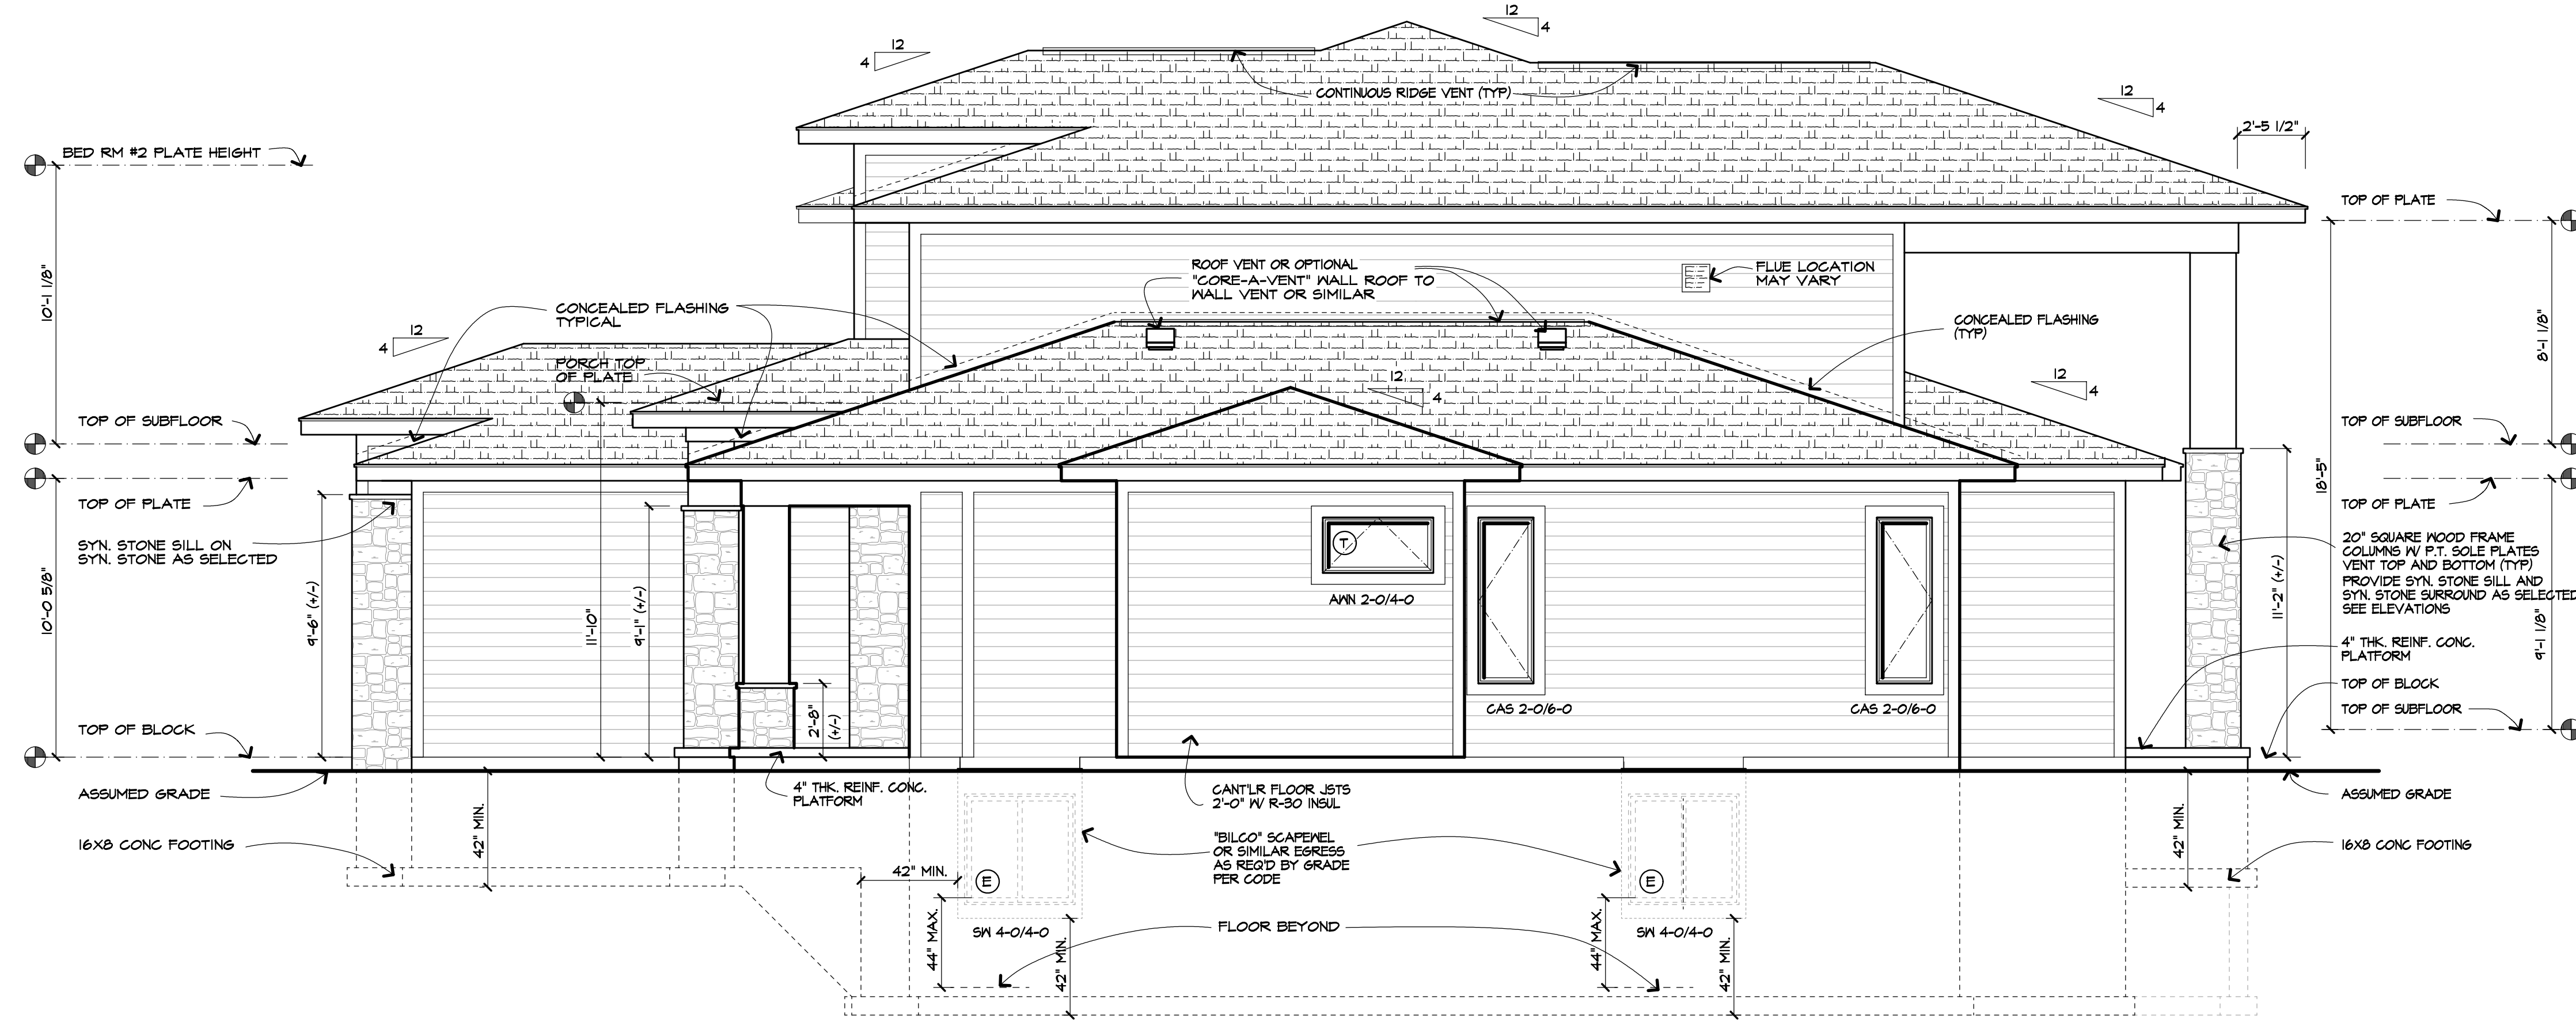 12
4
12
4
12
4
2'-5 1/2"
CONTINUOUS RIDGE VENT (TYP)
BED RM #2 PLATE HEIGHT
TOP OF PLATE
10'-1 1/8"
8'-1 1/8"
18'-5"
ROOF VENT OR OPTIONAL
"CORE-A-VENT" WALL ROOF TO
WALL VENT OR SIMILAR
FLUE LOCATION
MAY VARY
CONCEALED FLASHING
TYPICAL
CONCEALED FLASHING
(TYP)
12
4
PORCH TOP
OF PLATE
12
4
12
4
TOP OF SUBFLOOR
TOP OF SUBFLOOR
TOP OF PLATE
TOP OF PLATE
SYN. STONE SILL ON
SYN. STONE AS SELECTED
20" SQUARE WOOD FRAME
COLUMNS W/ P.T. SOLE PLATES
VENT TOP AND BOTTOM (TYP)
PROVIDE SYN. STONE SILL AND
SYN. STONE SURROUND AS SELECTED
SEE ELEVATIONS
10'-0 5/8"
9'-6" (+/-)
11'-10"
9'-1" (+/-)
2'-8"
(+/-)
T
AWN 2-0/4-0
CAS 2-0/6-0
CAS 2-0/6-0
11'-2" (+/-)
9'-1 1/8"
4" THK. REINF. CONC.
PLATFORM
TOP OF BLOCK
TOP OF SUBFLOOR
TOP OF BLOCK
ASSUMED GRADE
ASSUMED GRADE
4" THK. REINF. CONC.
PLATFORM
CANT'LR FLOOR JSTS
2'-0" W/ R-30 INSUL
16X8 CONC FOOTING
16X8 CONC FOOTING
42" MIN.
42" MIN.
42" MIN.
"BILCO" SCAPEWEL
OR SIMILAR EGRESS
AS REQ'D BY GRADE
PER CODE
E
E
44" MAX.
SW 4-0/4-0
42" MIN.
FLOOR BEYOND
44" MAX.
SW 4-0/4-0
42" MIN.